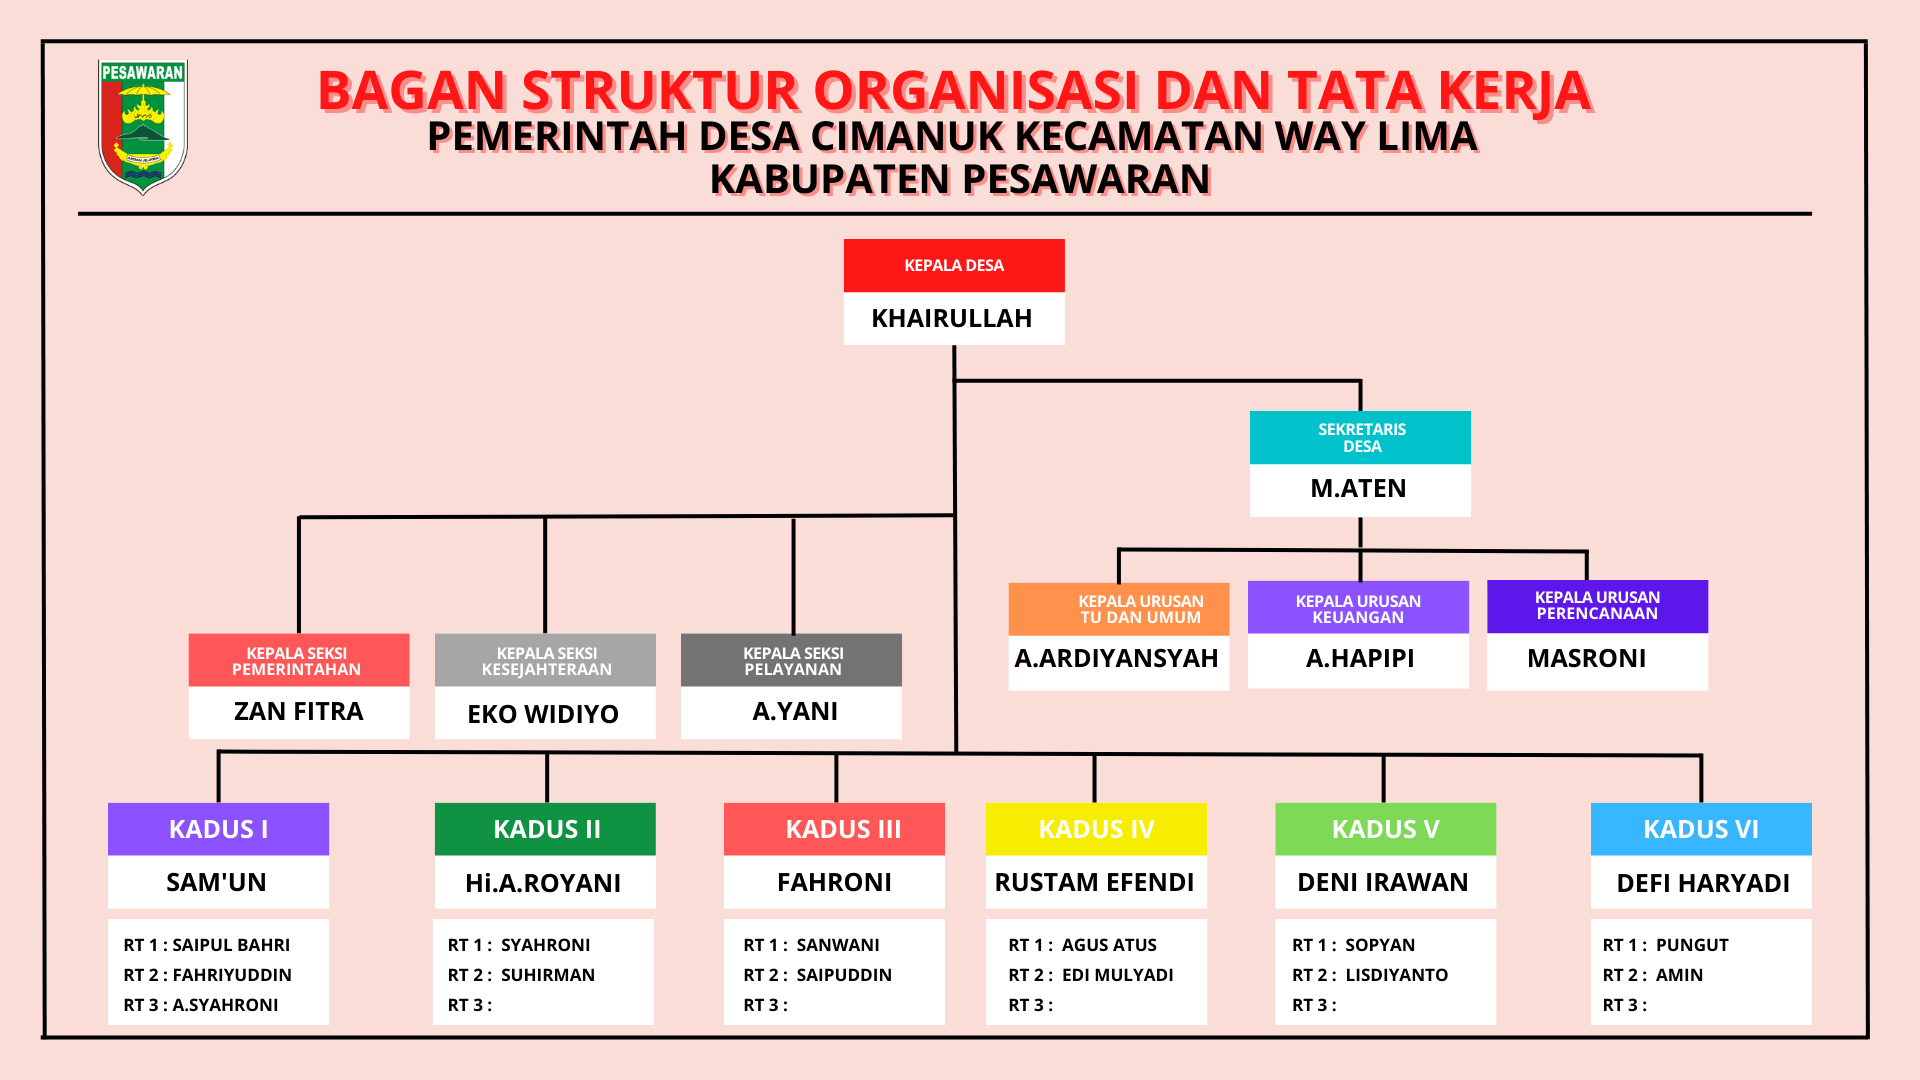 PESAWARAN
BAGAN STRUKTUR ORGANISASI DAN TATA KERJA
PEMERINTAH DESA CIMANUK KECAMATAN WAY LIMA
KABUPATEN PESAWARAN
KEPALA DESA
KHAIRULLAH
SEKRETARIS
DESA
M.ATEN
KEPALA URUSAN
TU DAN UMUM
A.ARDIYANSYAH
KEPALA URUSAN
KEUANGAN
A.HAPIPI
KEPALA URUSAN
PERENCANAAN
MASRONI
KEPALA SEKSI
PEMERINTAHAN
ZAN FITRA
KEPALA SEKSI
KESEJAHTERAAN
EKO WIDIYO
KEPALA SEKSI
PELAYANAN
A.YANI
KADUS I
SAM'UN
RT 1 : SAIPUL BAHRI
RT 2 : FAHRIYUDDIN
RT 3 : A.SYAHRONI
KADUS II
Hi.A.ROYANI
RT 1 : SYAHRONI
RT 2 : SUHIRMAN
RT 3 :
KADUS III
FAHRONI
RT 1 : SANWANI
RT 2 : SAIPUDDIN
RT 3 :
KADUS IV
RUSTAM EFENDI
RT 1 : AGUS ATUS
RT 2 : EDI MULYADI
RT 3 :
KADUS V
DENI IRAWAN
RT 1 : SOPYAN
RT 2 : LISDIYANTO
RT 3 :
KADUS VI
DEFI HARYADI
RT 1 : PUNGUT
RT 2 : AMIN
RT 3 :